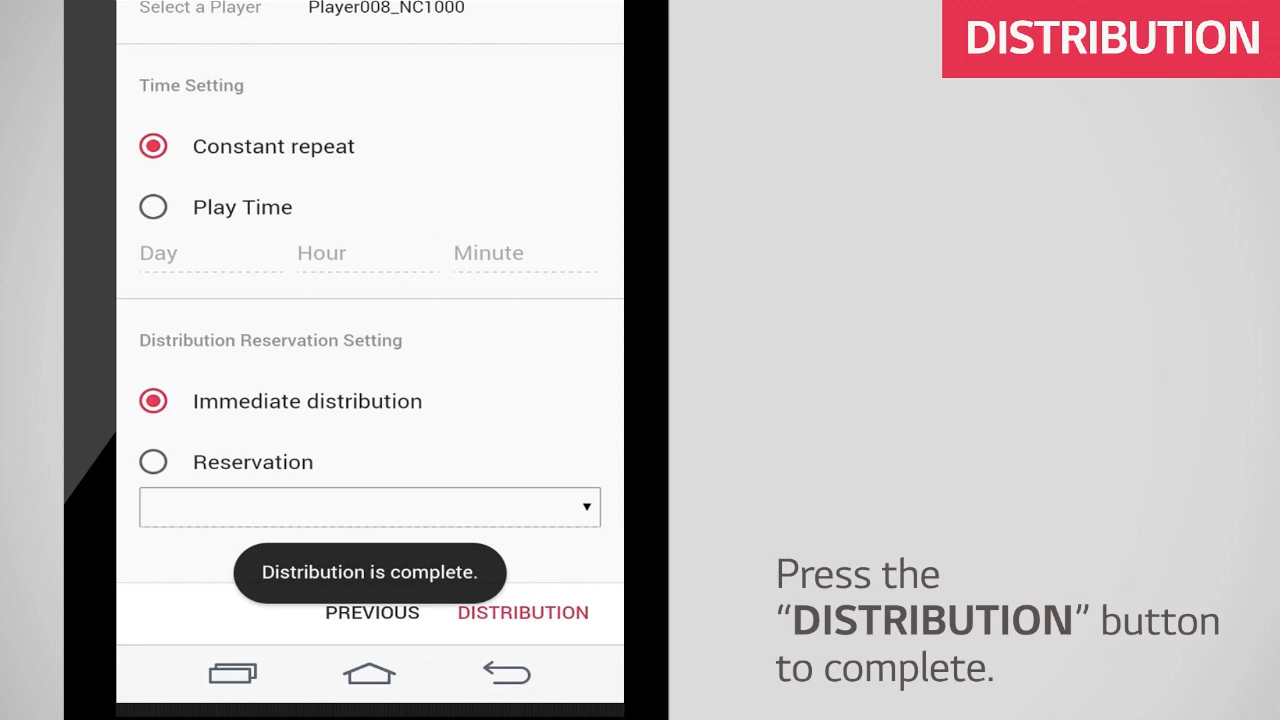 Select a Player Player008_NC1000
DISTRIBUTION
Time Setting
Constant repeat
Play Time
Day Hour Minute
Distribution Reservation Setting
Immediate distribution
Reservation
Distribution is complete.
PREVIOUS DISTRIBUTION
Press the
“DISTRIBUTION” button
to complete.